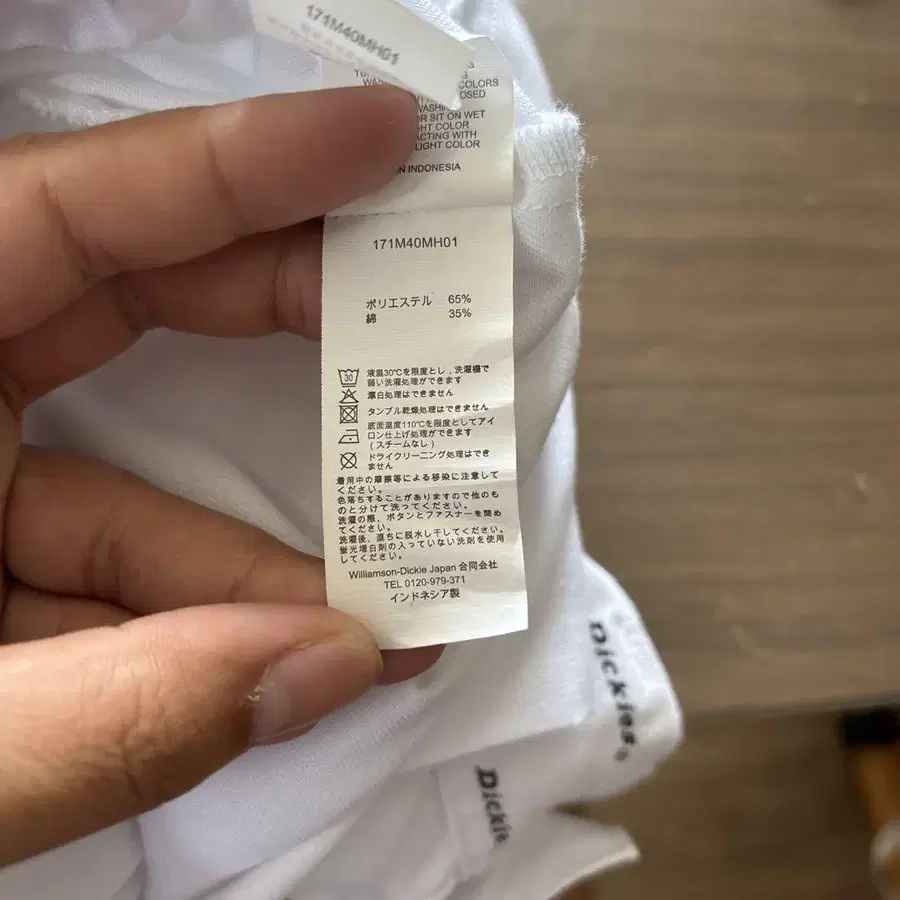 171M40MH01
COLORS
OSED
WASHI
R SIT ON WET
HT COLOR
ACTING WITH
LIGHT COLOR
N INDONESIA
171M40MH01
ポリエステル 65%
綿 35%
30
液温30℃を限度とし、洗濯機で
弱い洗濯処理ができます
漂白処理はできません
タンブル乾燥処理はできません
底面温度110℃を限度としてアイ
ロン仕上げ処理ができます
(スチームなし)
ドライクリーニング処理はでき
ません
着用中の摩擦等による移染に注意して
ください。
色落ちすることがありますので他のも
のと分けて洗ってください。
洗濯の際、ボタンとファスナーを閉め
てください。
洗濯後、直ちに脱水し干してください。
蛍光増白剤の入っていない洗剤を使用
してください。
Williamson-Dickie Japan 合同会社
TEL 0120-979-371
インドネシア製
Dickies
Dickie